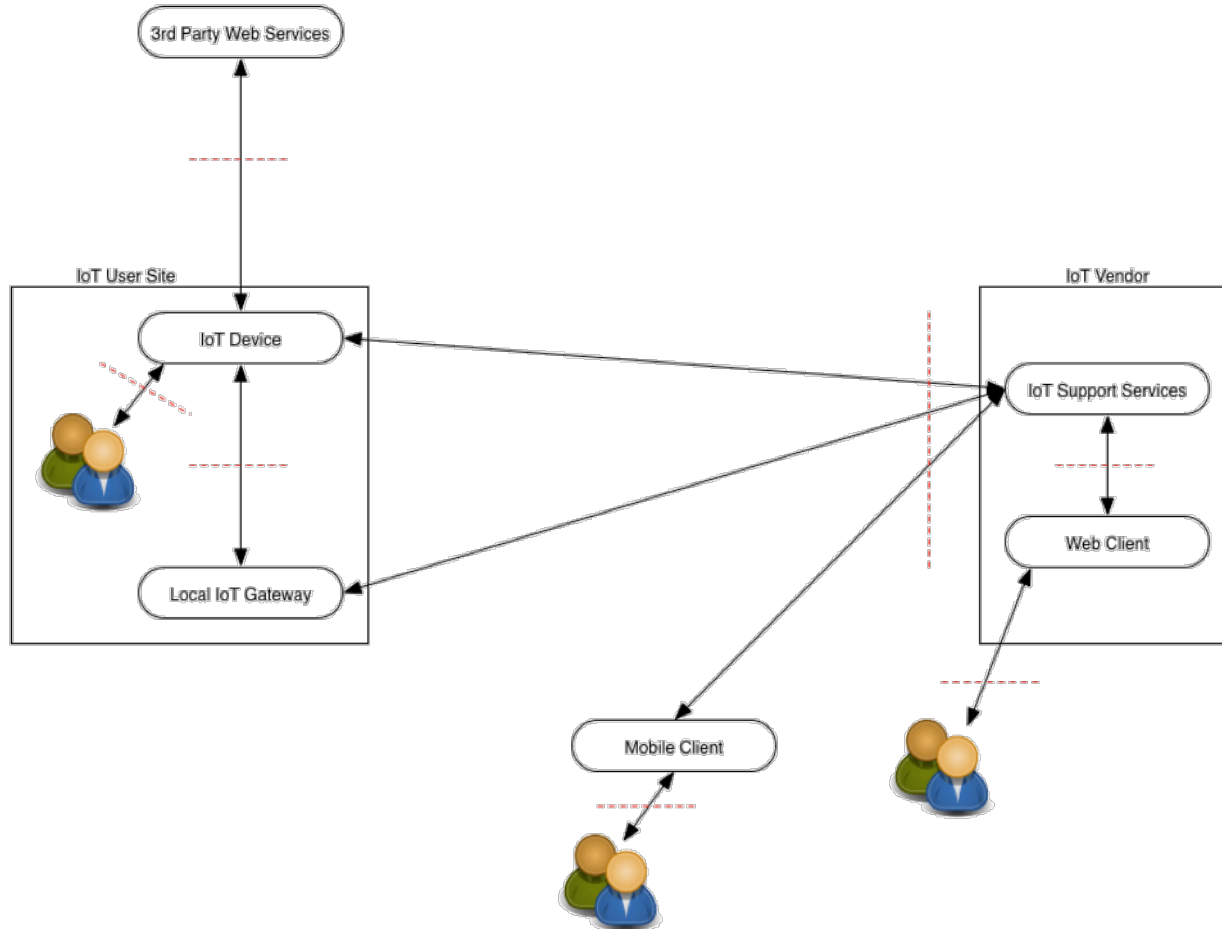 3rd Party Web Services
IoT User Site
IoT Vendor
IoT Device
IoT Support Services
Web Client
Local IoT Gateway
Mobile Client